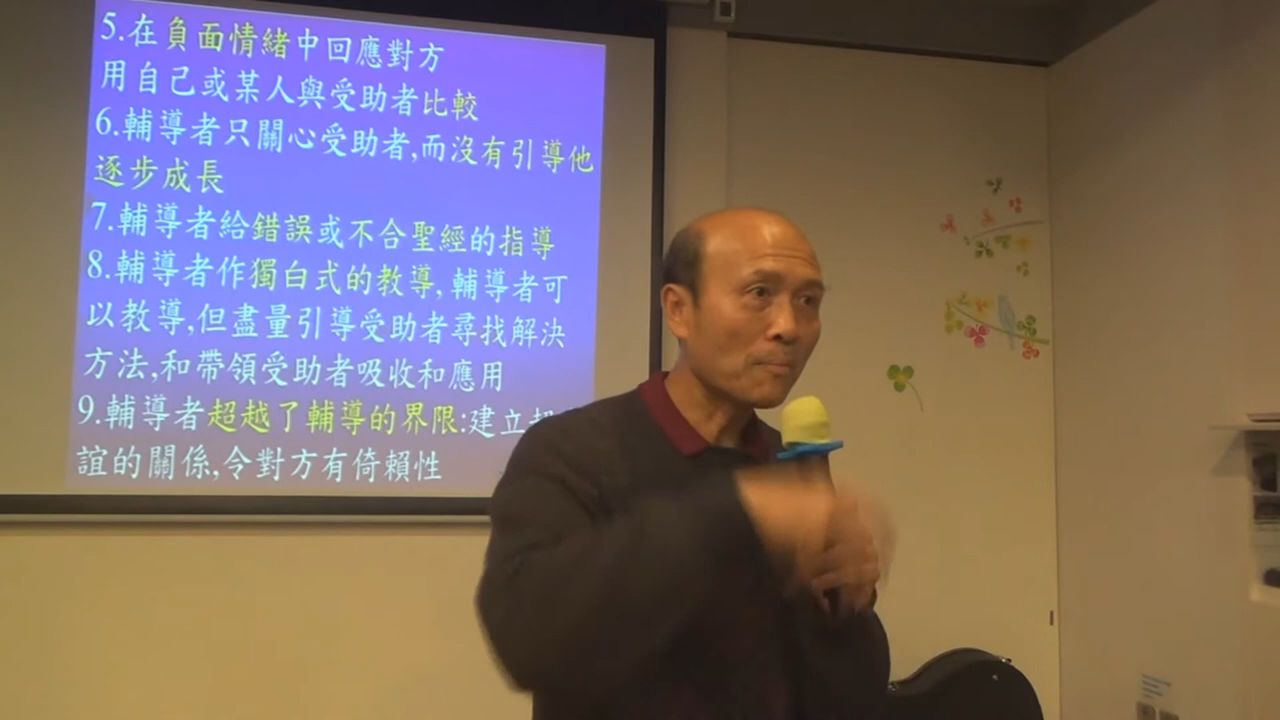 5.在負面情緒中回應對方
用自己或某人與受助者比較
6.輔導者只關心受助者,而沒有引導他
逐步成長
7.輔導者給錯誤或不合聖經的指導
8.輔導者作獨白式的教導,輔導者可
以教導,但盡量引導受助者尋找解決
方法,和帶領受助者吸收和應用
9.輔導者超越了輔導的界限:建立超
誼的關係,令對方有倚賴性